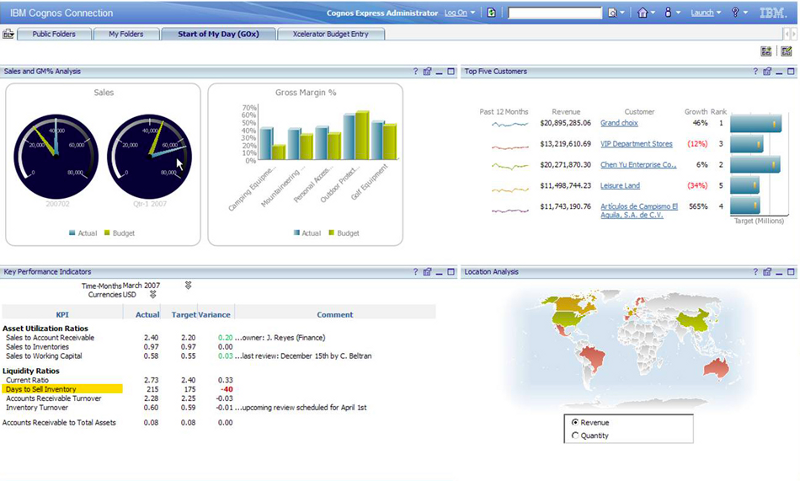 IBM Cognos Connection
Cognos Express Administrator Log On
Launch
IBM.
Public Folders
My Folders
Start of My Day (G0x)
Xcelerator Budget Entry
Sales and GM% Analysis
Sales
20,000 40,000 0 80,000
200702
20,000 40,000 0 80,000
Qtr-1 2007
Actual Budget
Gross Margin %
70%
60%
50%
40%
30%
20%
10%
0%
Camping Equipme...
Mountaineering ...
Personal Acces...
Outdoor Protect...
Golf Equipment
Actual Budget
Top Five Customers
Past 12 Months Revenue Customer Growth Rank
$20,895,285.06 Grand choix 46% 1
$13,219,610.69 VIP Department Stores (12%) 3
$20,271,870.30 Chen Yu Enterprise Co., 6% 2
$11,498,744.23 Leisure Land (34%) 5
$11,743,190.76 Artículos de Campismo El 565% 4
Aquila, S.A. de C.V.
Target (Millions)
Key Performance Indicators
Time-Months March 2007
Currencies USD
KPI Actual Target Variance Comment
Asset Utilization Ratios
Sales to Account Receivable 2.40 2.20 0.20 ...owner: J. Reyes (Finance)
Sales to Inventories 0.97 0.97 0.00
Sales to Working Capital 0.58 0.55 0.03 ...last review: December 15th by C. Beltran
Liquidity Ratios
Current Ratio 2.73 2.40 0.33
Days to Sell Inventory 215 175 -40
Accounts Receivable Turnover 2.28 2.25 -0.03
Inventory Turnover 0.60 0.59 -0.01 ...upcoming review scheduled for April 1st
Accounts Receivable to Total Assets 0.08 0.08 0.00
Location Analysis
Revenue
Quantity